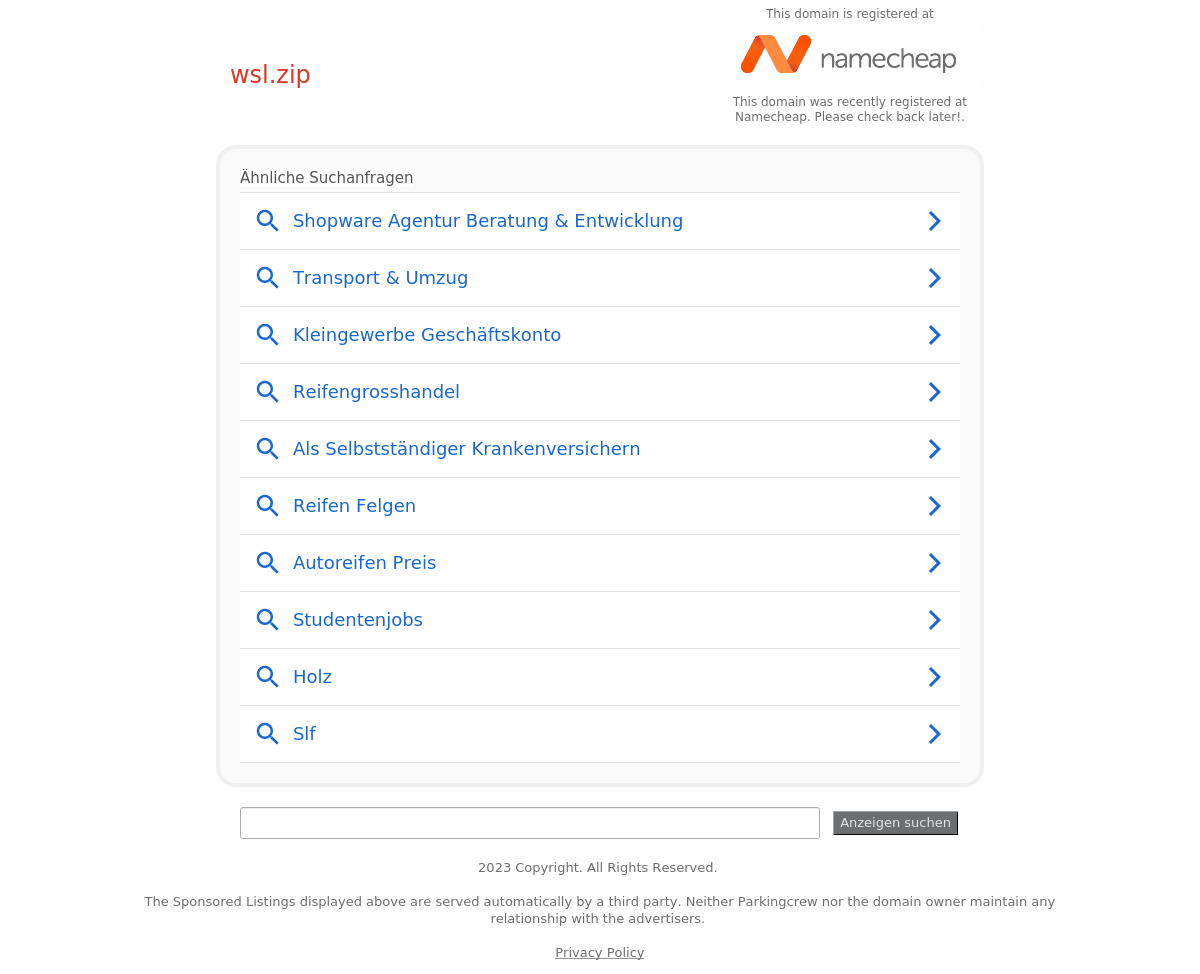 This domain is registered at
namecheap
wsl.zip
This domain was recently registered at
Namecheap. Please check back later!.
Ähnliche Suchanfragen
Shopware Agentur Beratung & Entwicklung
Transport & Umzug
Kleingewerbe Geschäftskonto
Reifengrosshandel
Als Selbstständiger Krankenversichern
Reifen Felgen
Autoreifen Preis
Studentenjobs
Holz
Slf
Anzeigen suchen
2023 Copyright. All Rights Reserved.
The Sponsored Listings displayed above are served automatically by a third party. Neither Parkingcrew nor the domain owner maintain any
relationship with the advertisers.
Privacy Policy